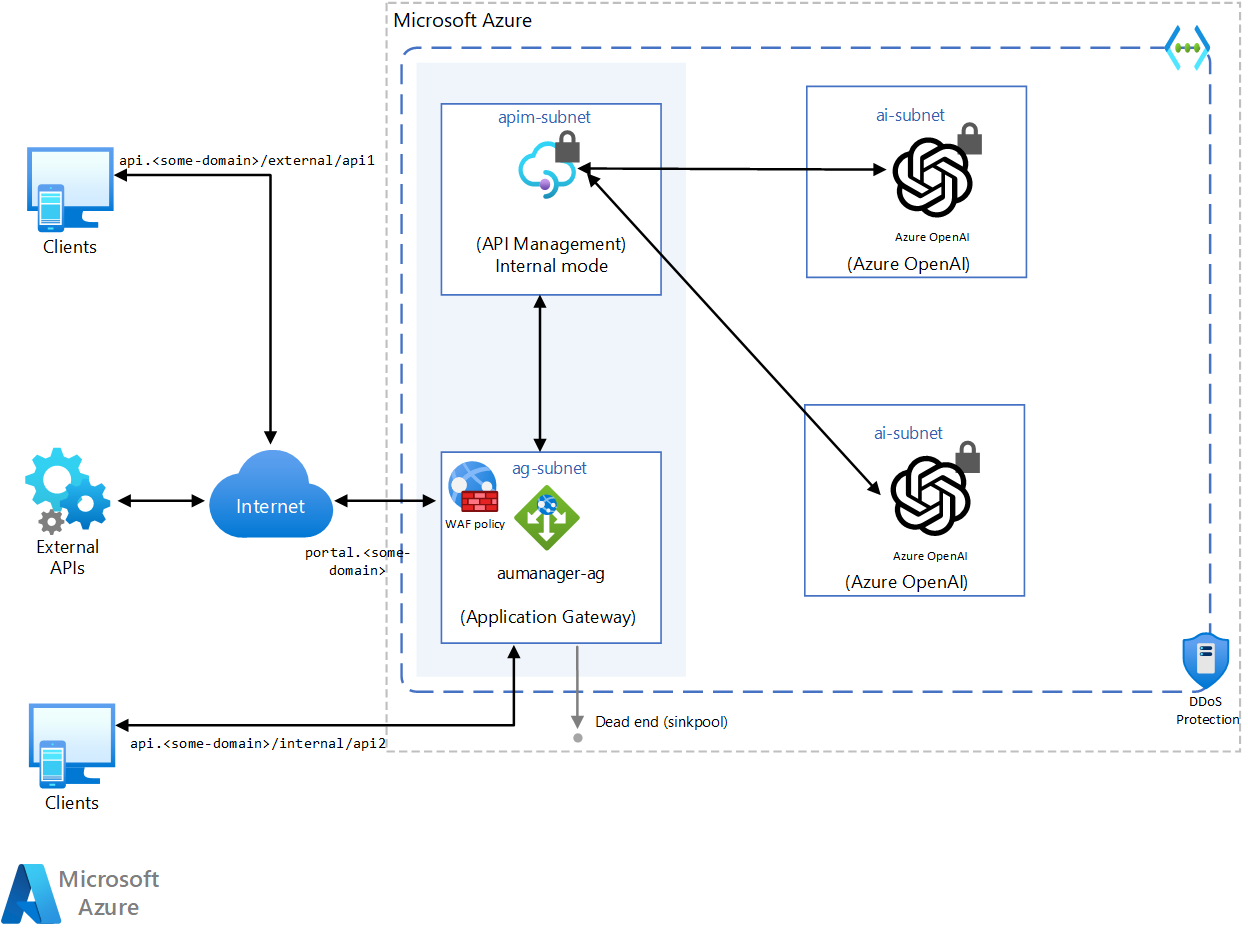 Microsoft Azure
apim-subnet
(API Management)
Internal mode
ai-subnet
Azure OpenAI
(Azure OpenAI)
api.<some-domain>/external/api1
Clients
ai-subnet
Azure OpenAI
(Azure OpenAI)
External
APIs
Internet
portal.<some-
domain>
ag-subnet
WAF policy
aumanager-ag
(Application Gateway)
DDoS
Protection
Dead end (sinkpool)
api.<some-domain>/internal/api2
Clients
Microsoft
Azure